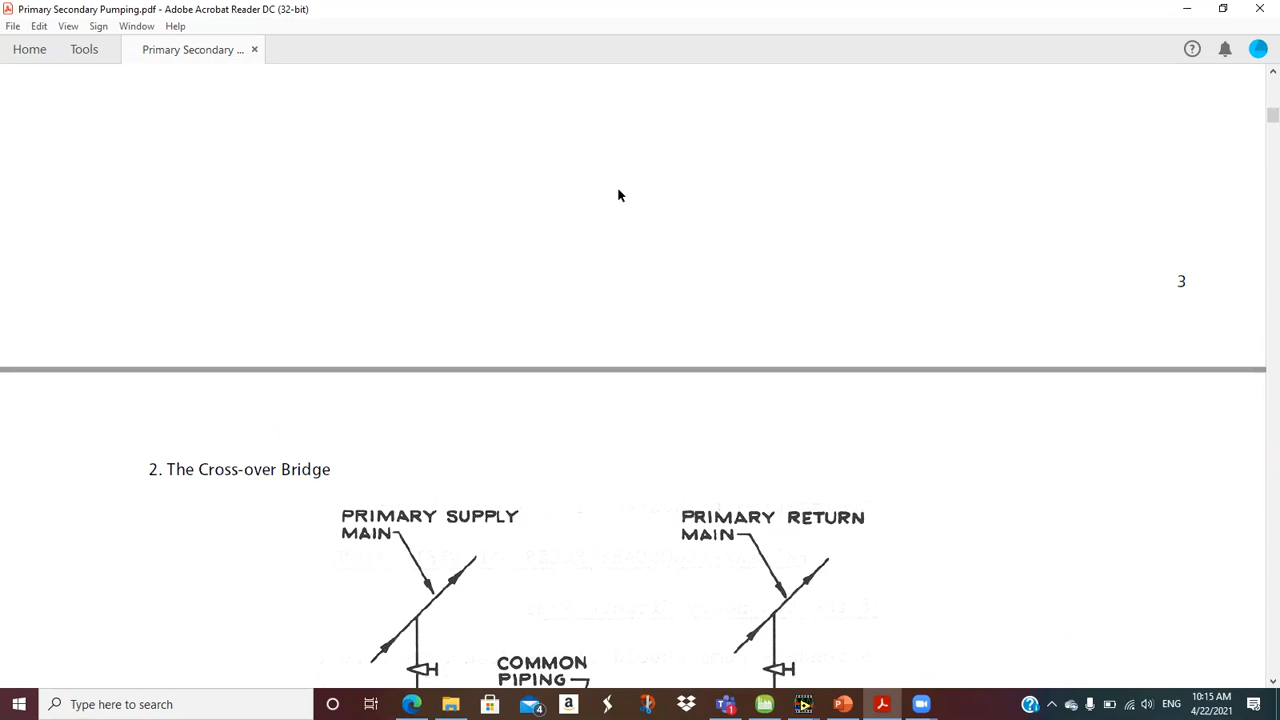 Primary Secondary Pumping.pdf - Adobe Acrobat Reader DC (32-bit)
File Edit View Sign Window Help
Home Tools Primary Secondary ... ×
3
2. The Cross-over Bridge
PRIMARY SUPPLY
MAIN
PRIMARY RETURN
MAIN
COMMON
PIPING
Type here to search
4
1
ENG
10:15 AM
4/22/2021